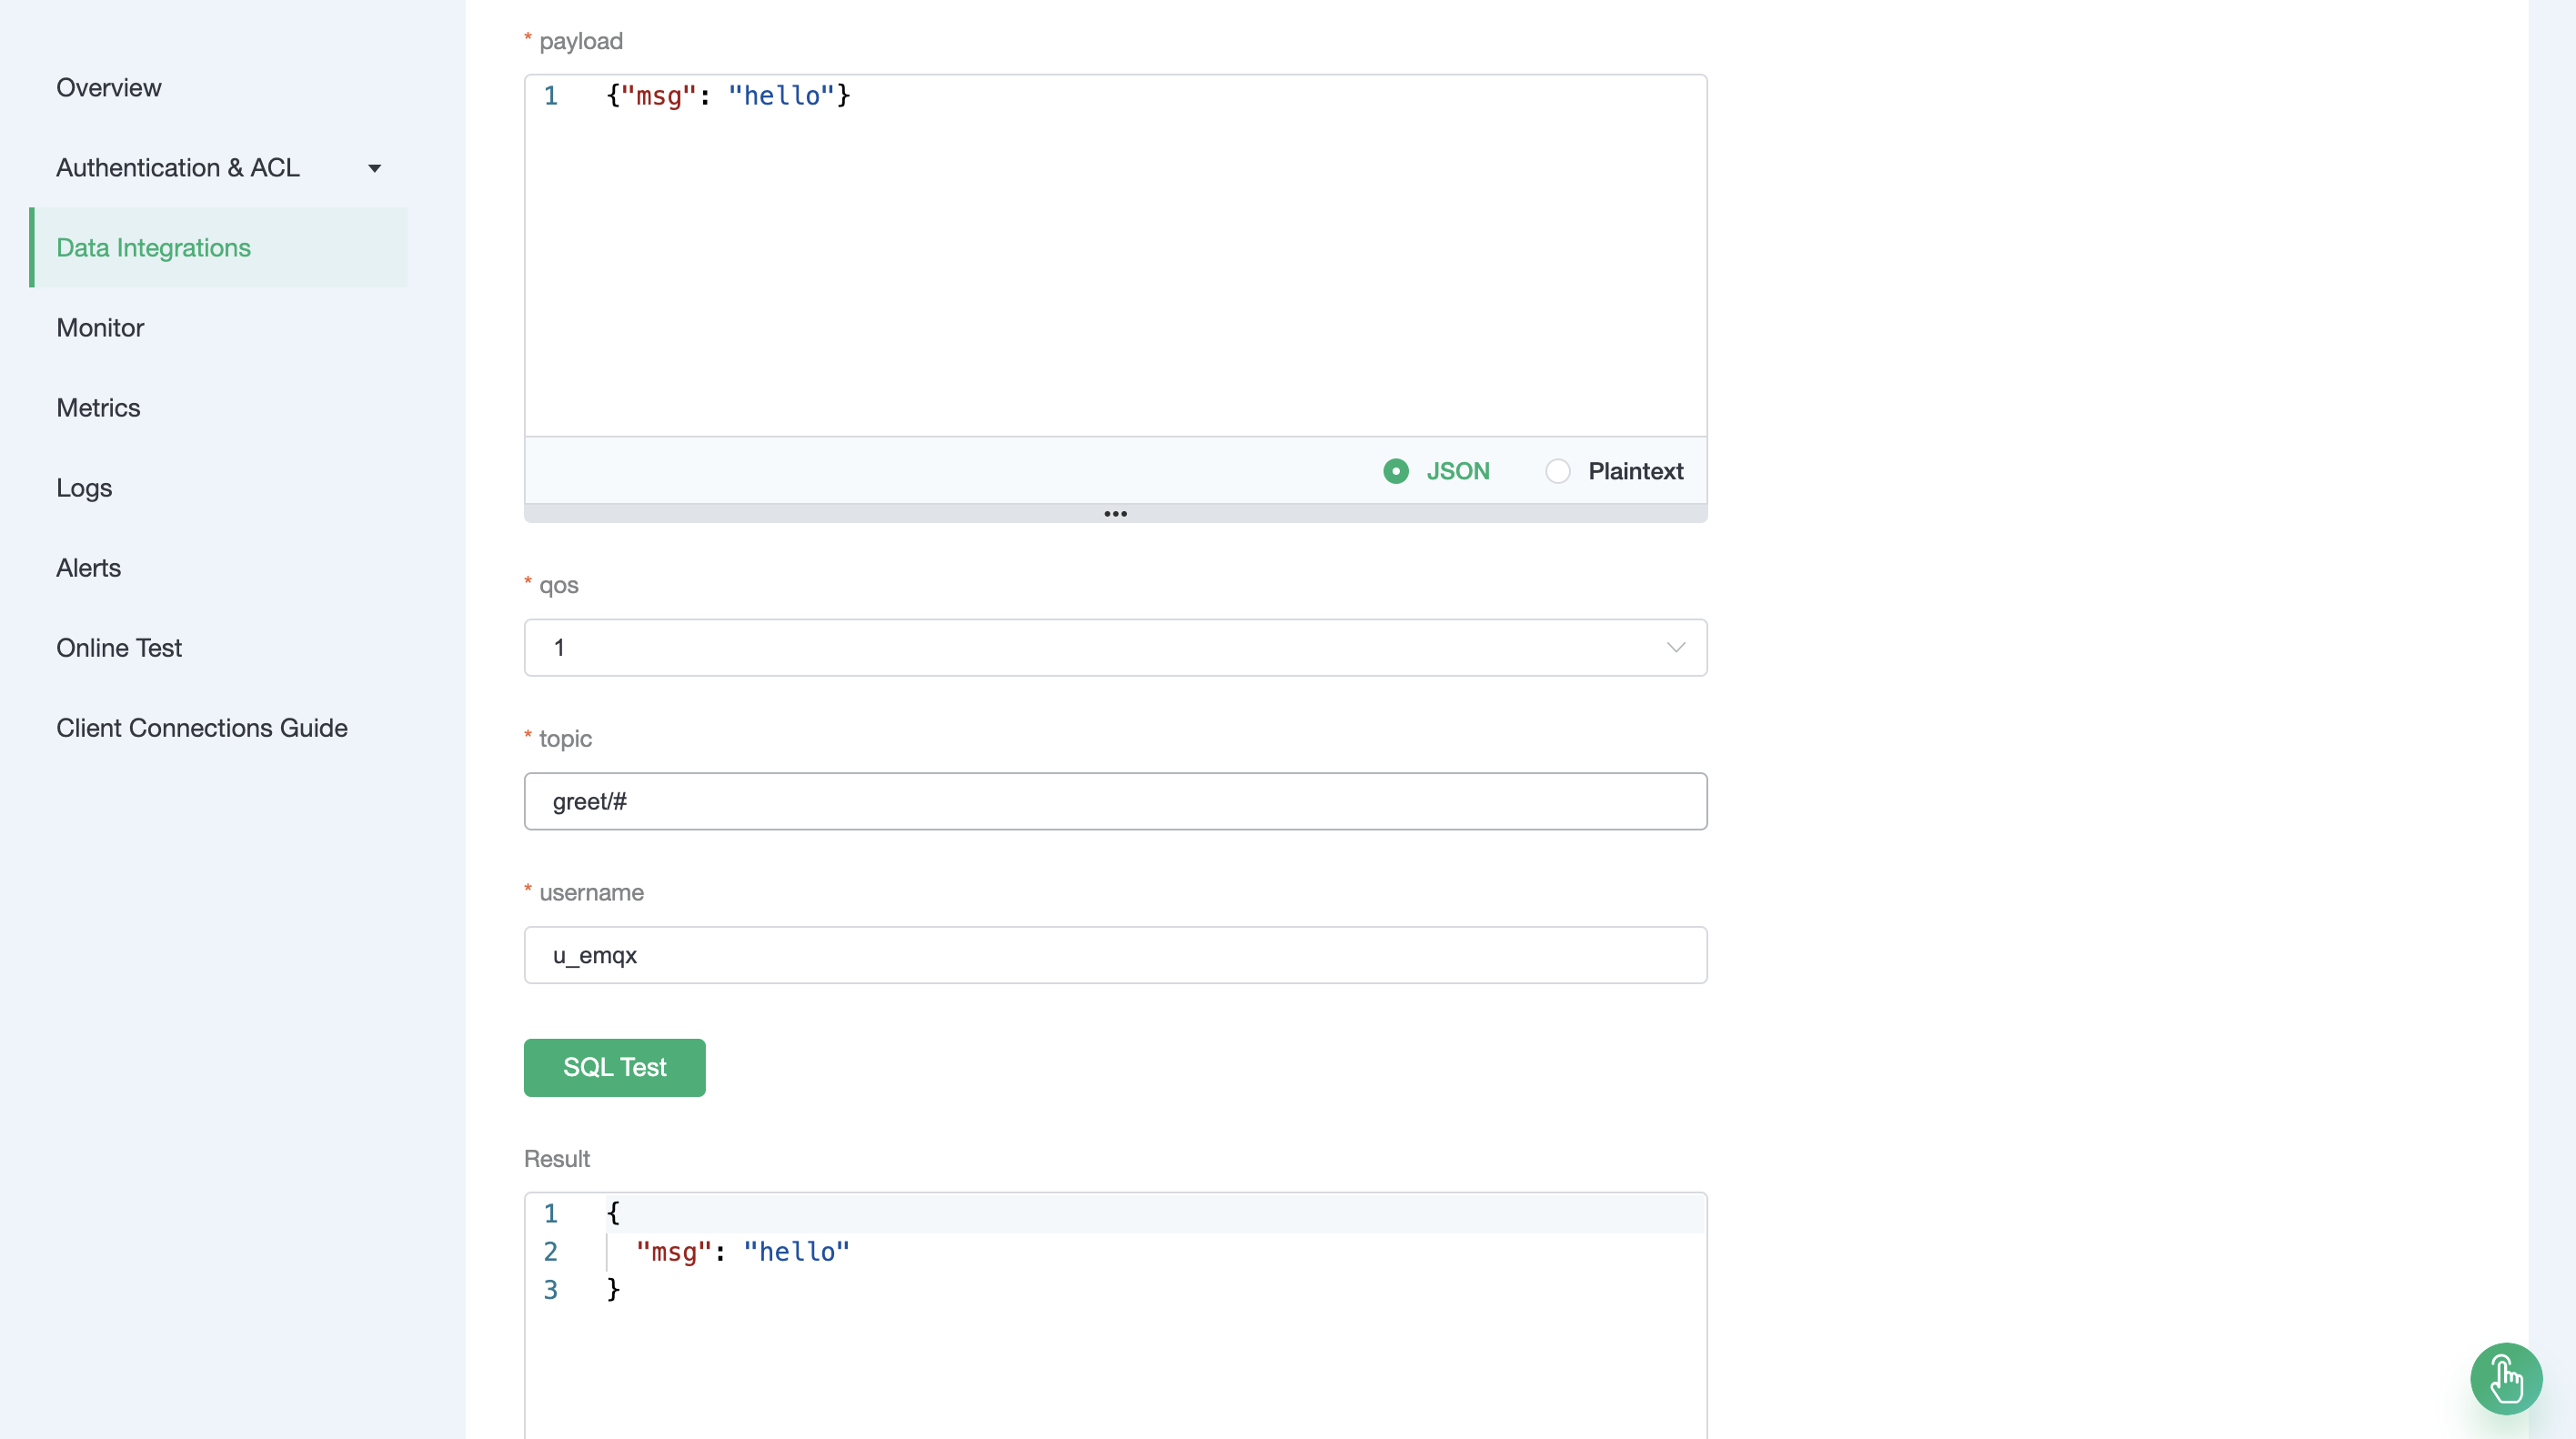 Overview
Authentication & ACL
Data Integrations
Monitor
Metrics
Logs
Alerts
Online Test
Client Connections Guide
* payload
1 {"msg": "hello"}
JSON Plaintext
* qos
1
* topic
greet/#
* username
u_emqx
SQL Test
Result
1 {
2 "msg": "hello"
3 }